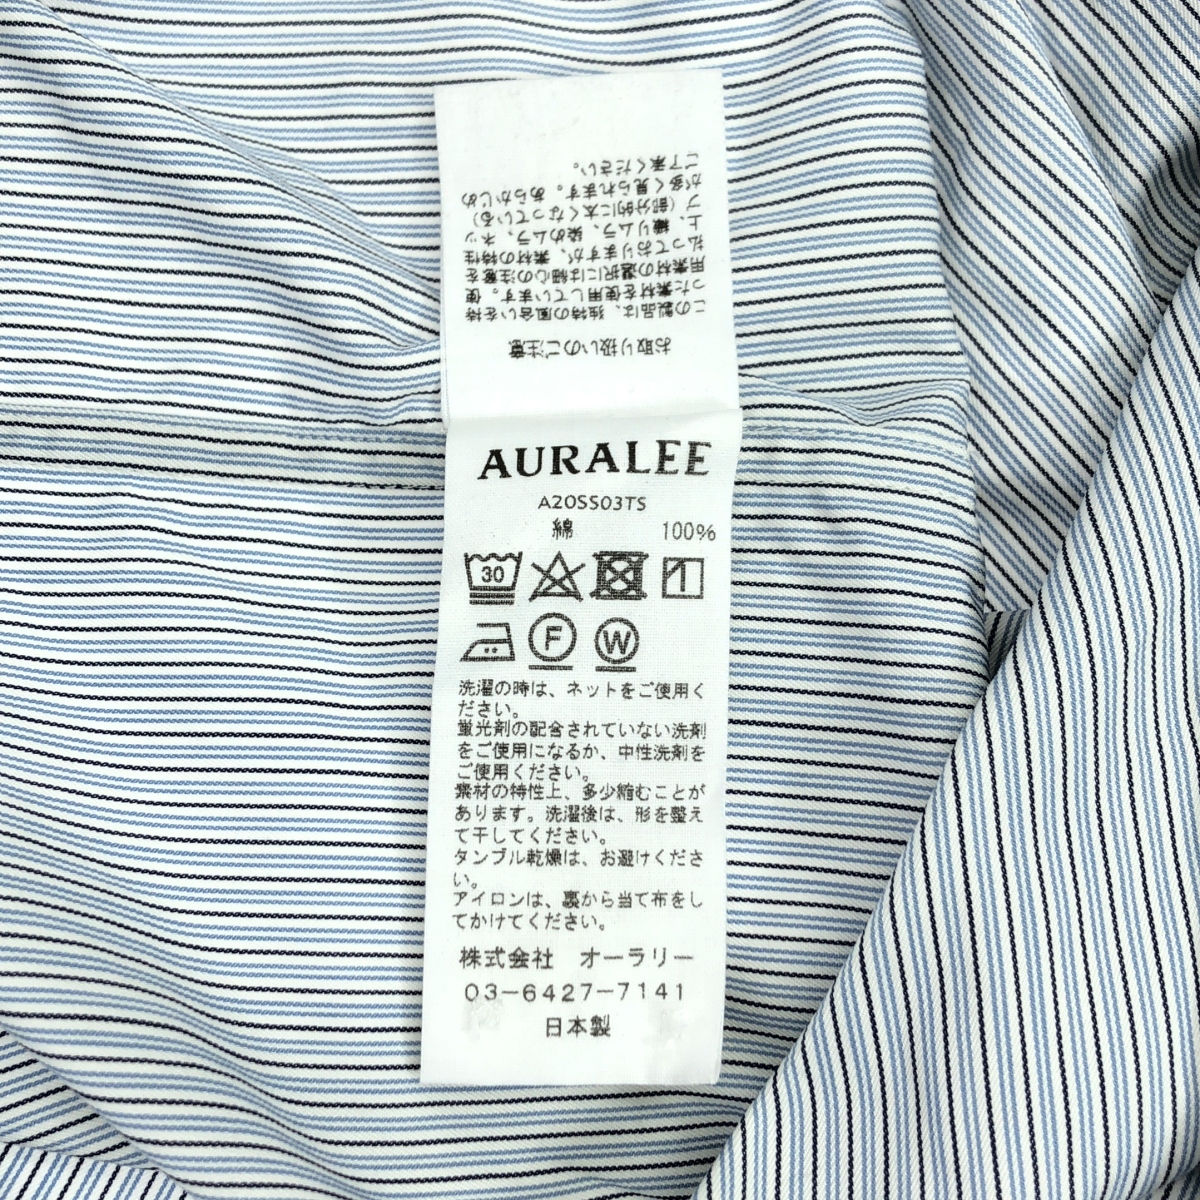 お取り扱いのご注意
この製品は、独特の風合いを持
った素材を使用しています。使
用素材の選択には細心の注意を
払っておりますが、素材の特性
上、織りムラ、染めムラ、ネッ
プ（部分的に太くなっている）
が多く見られます。あらかじめ
ご了承ください。
AURALEE
A20SS03TS
綿 100%
30
F W
洗濯の時は、ネットをご使用く
ださい。
蛍光剤の配合されていない洗剤
をご使用になるか、中性洗剤を
ご使用ください。
素材の特性上、多少縮むことが
あります。洗濯後は、形を整え
て干してください。
タンブル乾燥は、お避けくださ
い。
アイロンは、裏から当て布をし
てかけてください。
株式会社 オーラリー
03-6427-7141
日本製